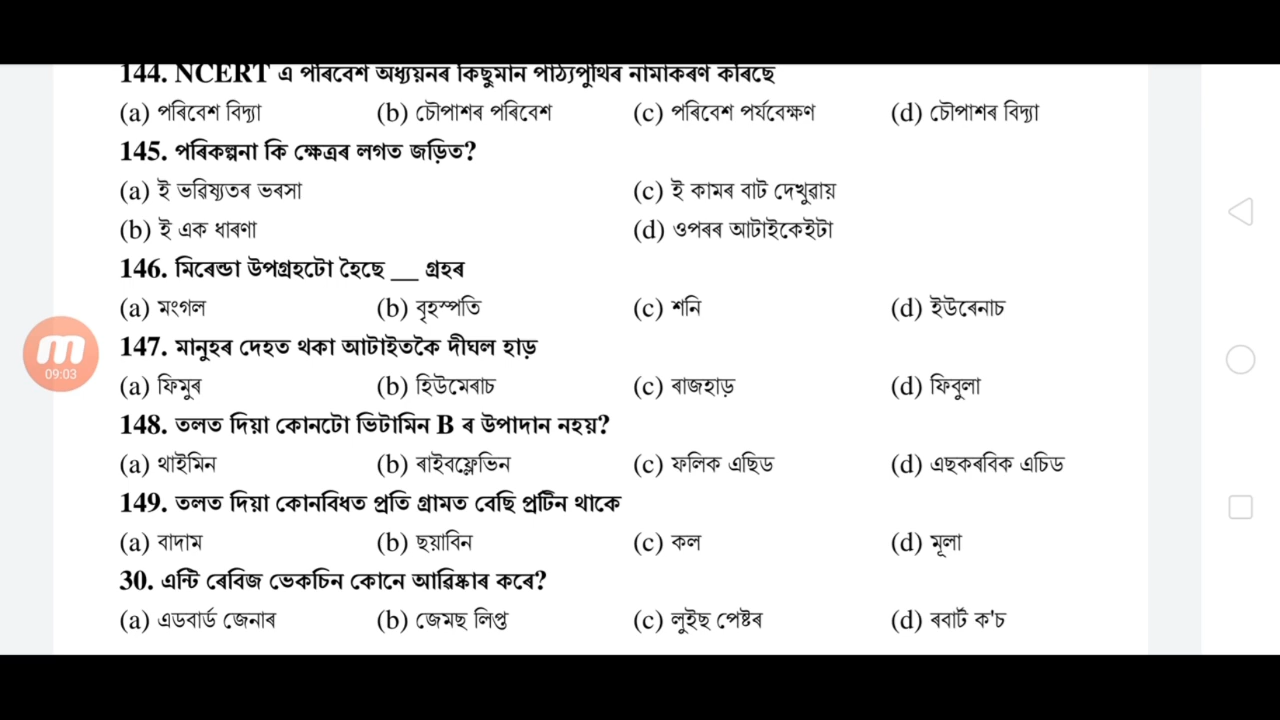 144. NCERT এ পৰিবেশ অধ্যয়নৰ কিছুমান পাঠ্যপুথিৰ নামাকৰণ কৰিছে
(a) পৰিবেশ বিদ্যা (b) চৌপাশৰ পৰিবেশ (c) পৰিবেশ পৰ্যবেক্ষণ (d) চৌপাশৰ বিদ্যা
145. পৰিকল্পনা কি ক্ষেত্ৰৰ লগত জড়িত?
(a) ই ভৱিষ্যতৰ ভৰসা (c) ই কামৰ বাট দেখুৱায়
(b) ই এক ধাৰণা (d) ওপৰৰ আটাইকেইটা
146. মিৰেন্ডা উপগ্ৰহটো হৈছে __ গ্ৰহৰ
(a) মংগল (b) বৃহস্পতি (c) শনি (d) ইউৰেনাচ
147. মানুহৰ দেহত থকা আটাইতকৈ দীঘল হাড়
(a) ফিমুৰ (b) হিউমেৰাচ (c) ৰাজহাড় (d) ফিবুলা
148. তলত দিয়া কোনটো ভিটামিন B ৰ উপাদান নহয়?
(a) থাইমিন (b) ৰাইবফ্লেভিন (c) ফলিক এছিড (d) এছকৰবিক এচিড
149. তলত দিয়া কোনবিধত প্ৰতি গ্ৰামত বেছি প্ৰটিন থাকে
(a) বাদাম (b) ছয়াবিন (c) কল (d) মূলা
30. এন্টি ৰেবিজ ভেকচিন কোনে আৱিষ্কাৰ কৰে?
(a) এডবাৰ্ড জেনাৰ (b) জেমছ লিপ্ত (c) লুইছ পেষ্টৰ (d) ৰবাৰ্ট ক'চ
m
09:03